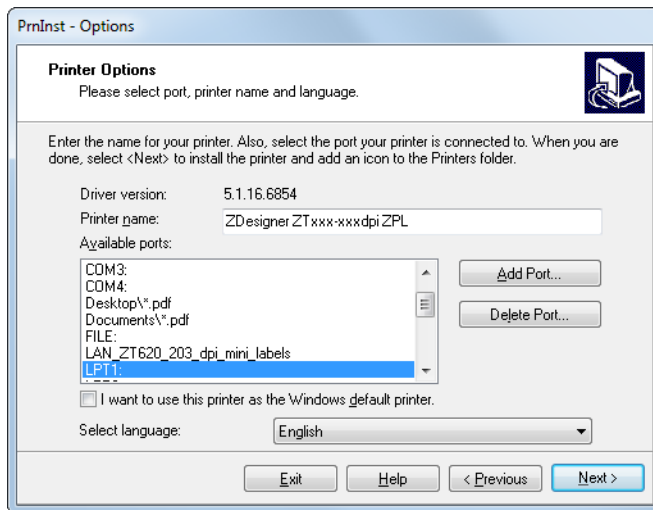 PrnInst - Options
Printer Options
Please select port, printer name and language.
Enter the name for your printer. Also, select the port your printer is connected to. When you are
done, select <Next> to install the printer and add an icon to the Printers folder.
Driver version: 5.1.16.6854
Printer name: ZDesigner ZTxxx-xxxdpi ZPL
Available ports:
COM3:
COM4:
Desktop\*.pdf
Documents\*.pdf
FILE:
LAN_ZT620_203_dpi_mini_labels
LPT1:
Add Port...
Delete Port...
I want to use this printer as the Windows default printer.
Select language: English
Exit Help < Previous Next >